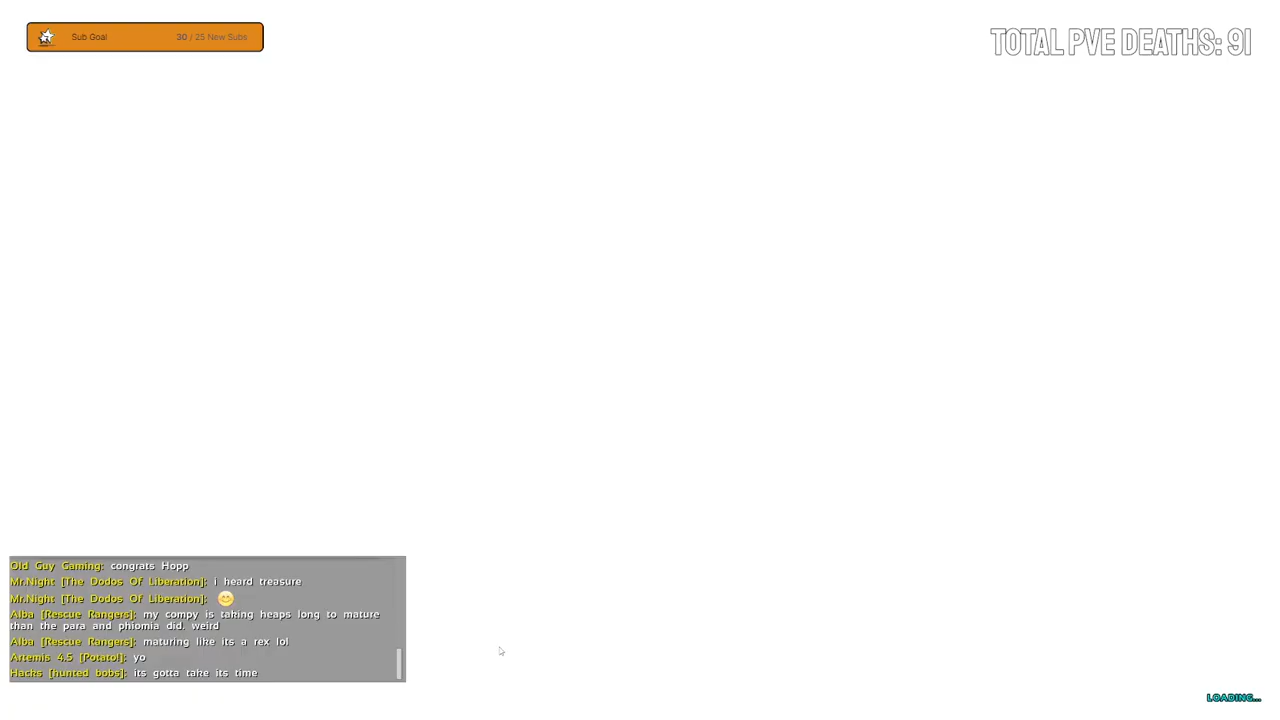 Sub Goal 30 / 25 New Subs
TOTAL PVE DEATHS: 91
Old Guy Gaming: congrats Hopp
Mr.Night [The Dodos Of Liberation]: i heard treasure
Mr.Night [The Dodos Of Liberation]:
Alba [Rescue Rangers]: my compy is taking heaps long to mature
than the para and phiomia did. weird
Alba [Rescue Rangers]: maturing like its a rex lol
Artemis 4.5 [Potato!]: yo
Hacks [hunted bobs]: its gotta take its time
LOADING...